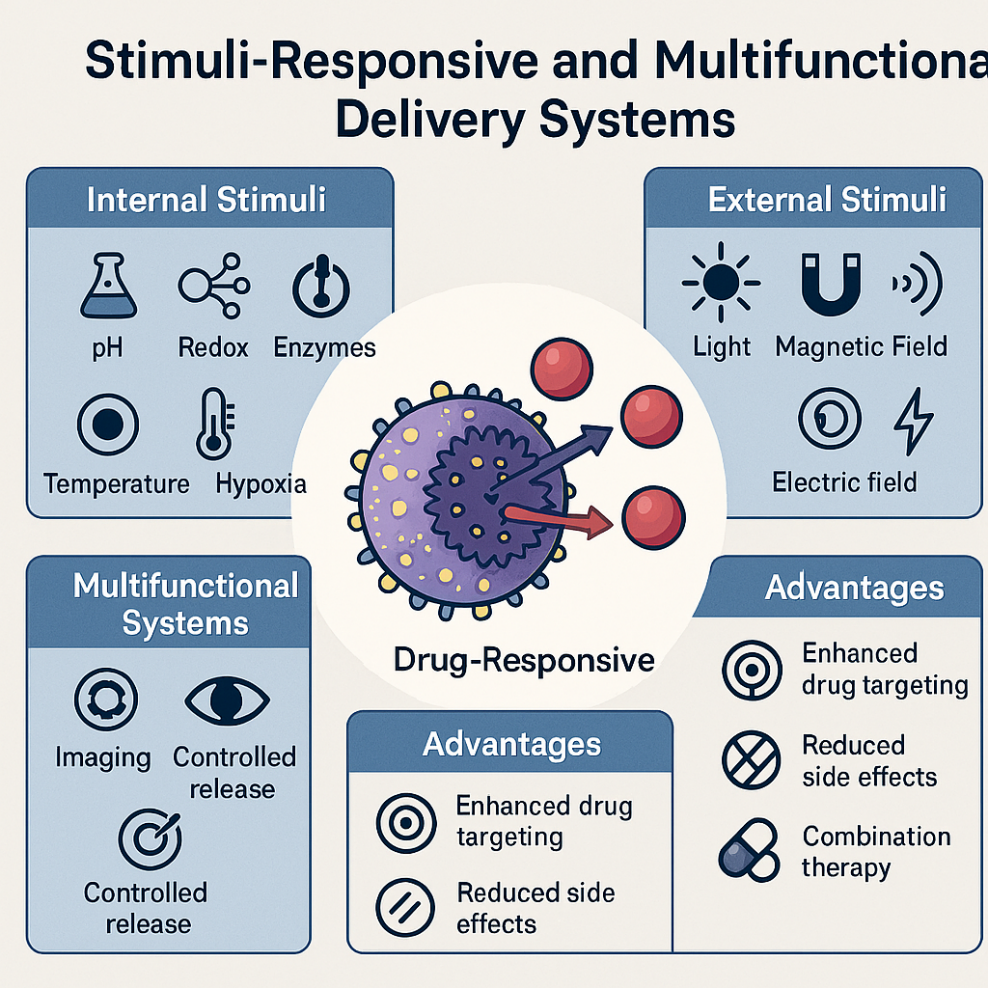 Stimuli-Responsive and Multifunctiona
Delivery Systems
Internal Stimuli
pH Redox Enzymes
Temperature Hypoxia
External Stimuli
Light Magnetic Field
Electric field
Drug-Responsive
Multifunctional
Systems
Imaging Controlled
release
Controlled
release
Advantages
Enhanced drug
targeting
Reduced side
effects
Advantages
Enhanced
drug targeting
Reduced
side effects
Combination
therapy